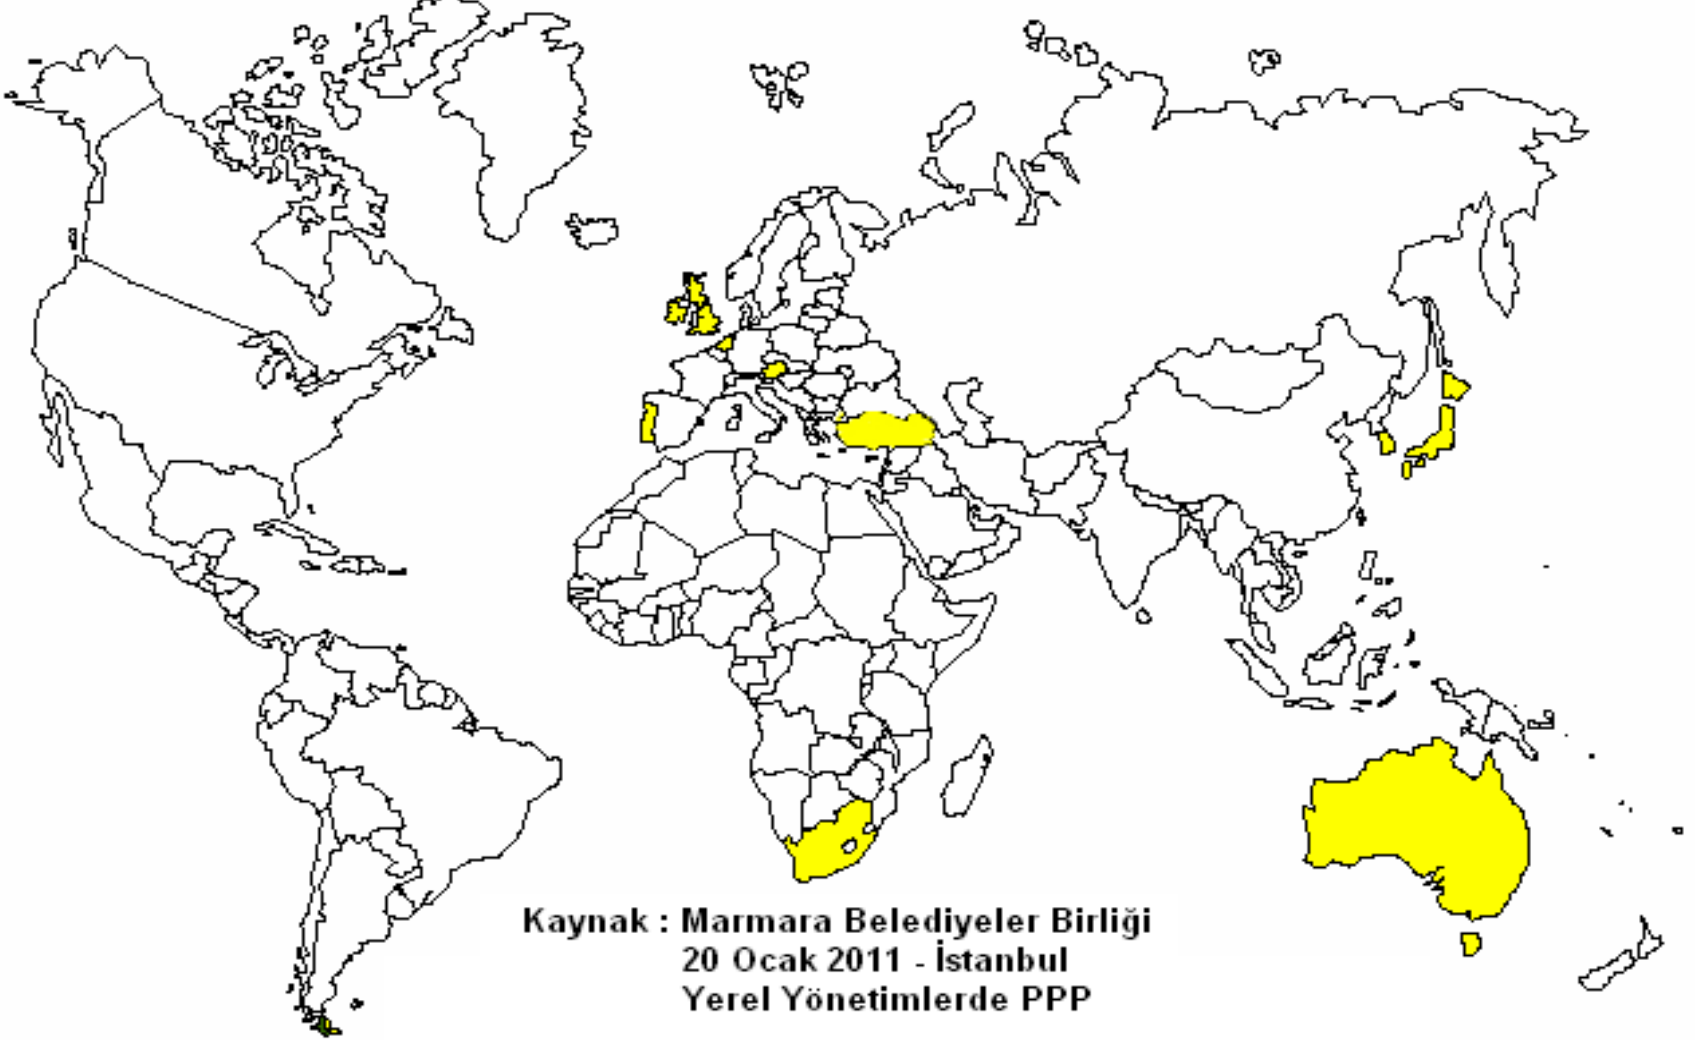 Kaynak : Marmara Belediyeler Birliği
20 Ocak 2011 - İstanbul
Yerel Yönetimlerde PPP